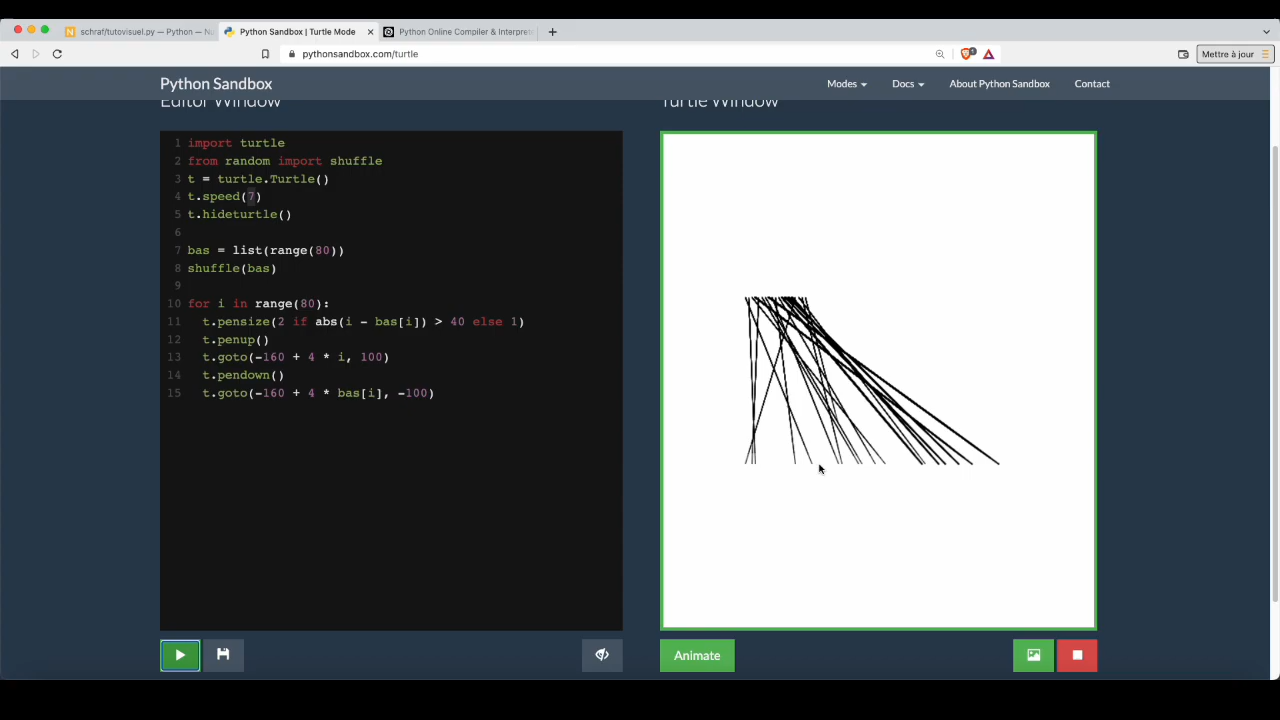 schraf/tutovisuel.py — Python — Nu
Python Sandbox | Turtle Mode
Python Online Compiler & Interprete
pythonsandbox.com/turtle
Mettre à jour
Python Sandbox
Modes
Docs
About Python Sandbox
Contact
Editor Window
Turtle Window
1 import turtle
2 from random import shuffle
3 t = turtle.Turtle()
4 t.speed(7)
5 t.hideturtle()
6
7 bas = list(range(80))
8 shuffle(bas)
9
10 for i in range(80):
11 t.pensize(2 if abs(i - bas[i]) > 40 else 1)
12 t.penup()
13 t.goto(-160 + 4 * i, 100)
14 t.pendown()
15 t.goto(-160 + 4 * bas[i], -100)
Animate